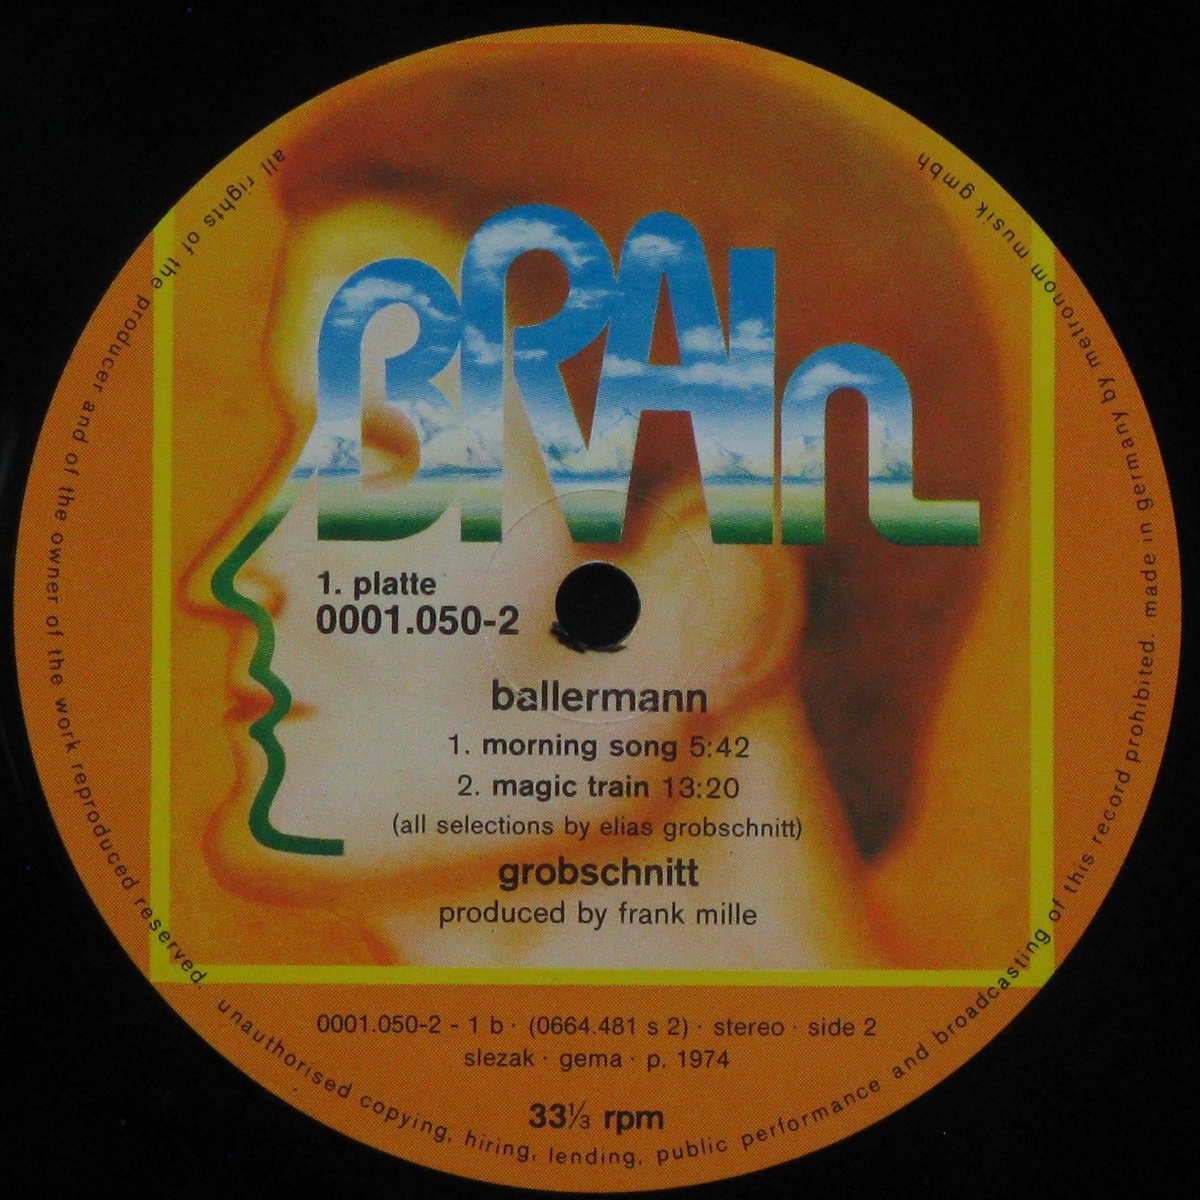 BRAIN
1. platte
0001.050-2
ballermann
1. morning song 5:42
2. magic train 13:20
(all selections by elias grobschnitt)
grobschnitt
produced by frank mille
0001.050-2 - 1 b · (0664.481 s 2) · stereo · side 2
slezak · gema · p. 1974
33⅓ rpm
all rights of the producer and of the owner of the work reproduced reserved. unauthorised copying, hiring, lending, public performance and broadcasting of this record prohibited. made in germany by metronom musik gmbh